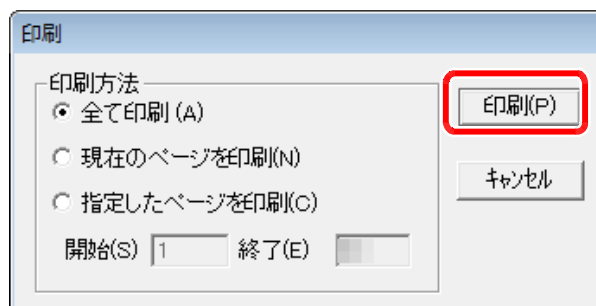 印刷
印刷方法
全て印刷(A)
現在のページを印刷(N)
指定したページを印刷(C)
開始(S) 1 終了(E)
印刷(P)
キャンセル